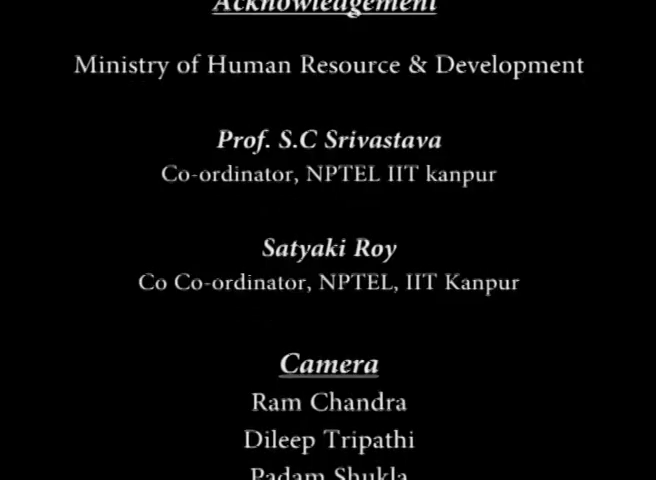 Acknowledgement
Ministry of Human Resource & Development
Prof. S.C Srivastava
Co-ordinator, NPTEL IIT kanpur
Satyaki Roy
Co Co-ordinator, NPTEL, IIT Kanpur
Camera
Ram Chandra
Dileep Tripathi
Padam Shukla